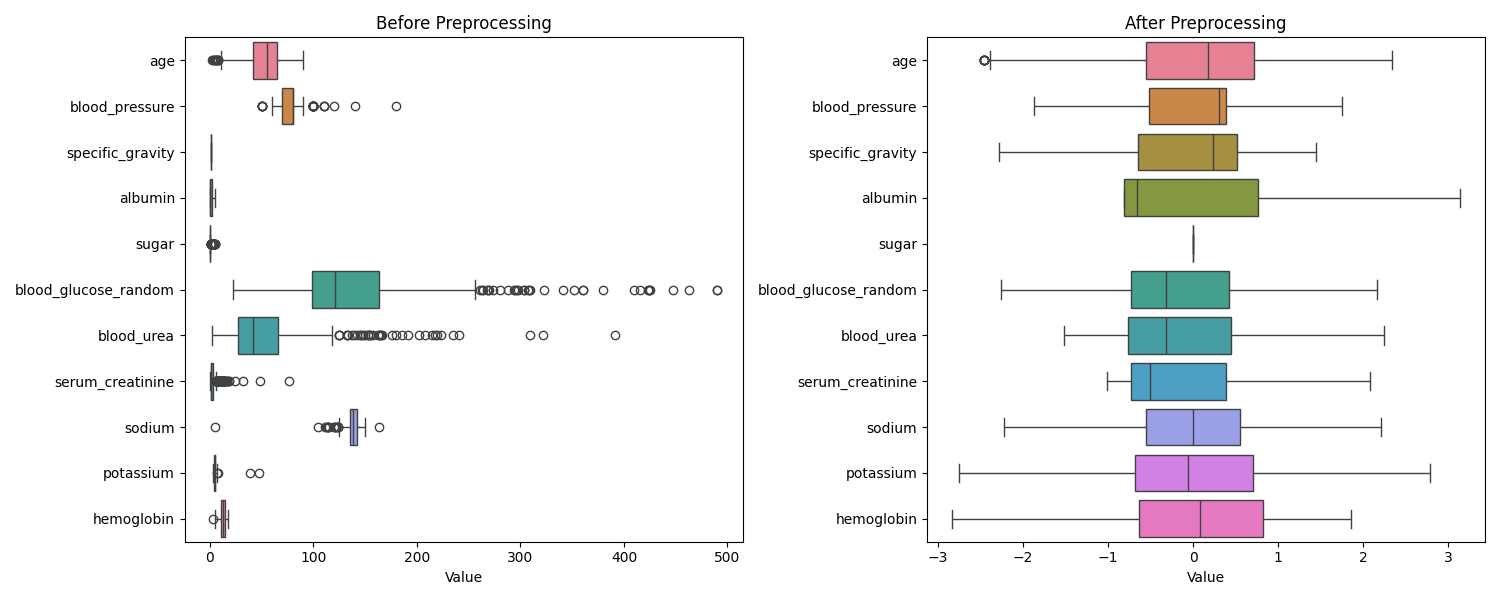 Before Preprocessing
age
blood_pressure
specific_gravity
albumin
sugar
blood_glucose_random
blood_urea
serum_creatinine
sodium
potassium
hemoglobin
0 100 200 300 400 500
Value
After Preprocessing
age
blood_pressure
specific_gravity
albumin
sugar
blood_glucose_random
blood_urea
serum_creatinine
sodium
potassium
hemoglobin
−3 −2 −1 0 1 2 3
Value